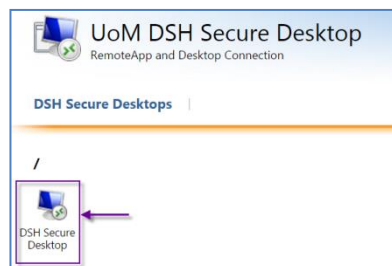 UoM DSH Secure Desktop
RemoteApp and Desktop Connection
DSH Secure Desktops
/
DSH Secure
Desktop